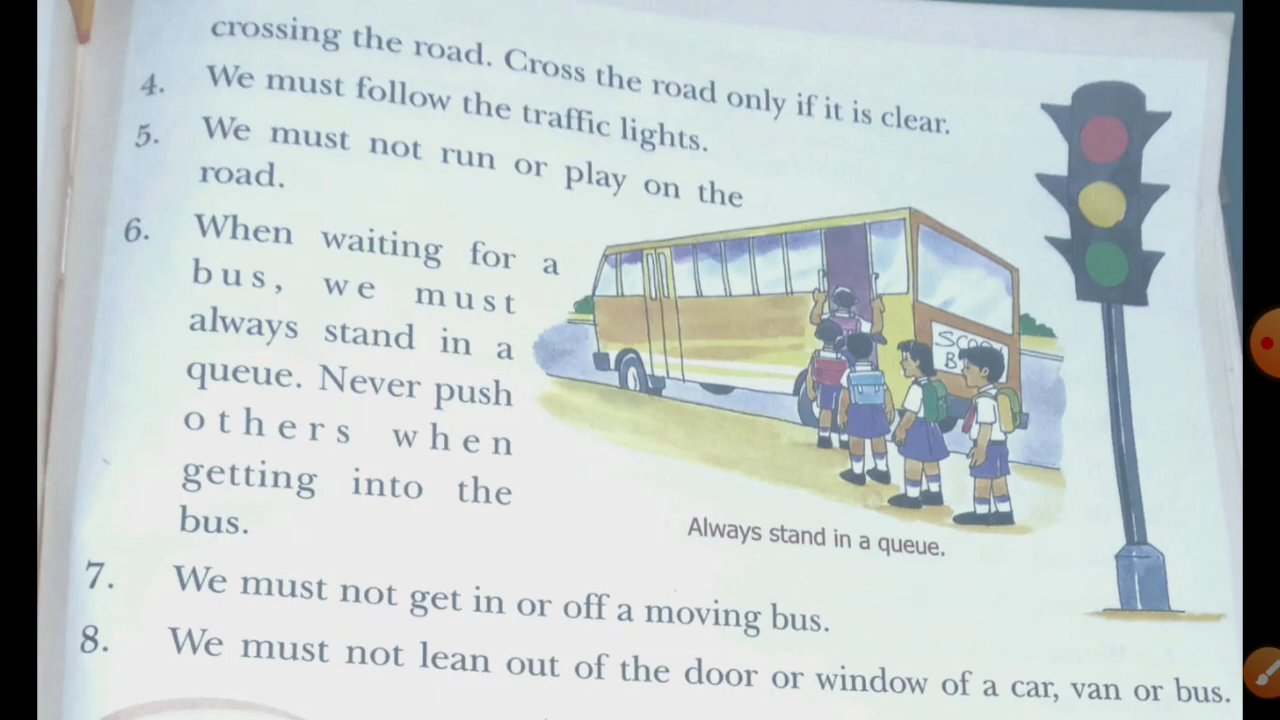 crossing the road. Cross the road only if it is clear.
4. We must follow the traffic lights.
5. We must not run or play on the
road.
6. When waiting for a
bus, we must
always stand in a
queue. Never push
others when
getting into the
bus.
Always stand in a queue.
7. We must not get in or off a moving bus.
8. We must not lean out of the door or window of a car, van or bus.